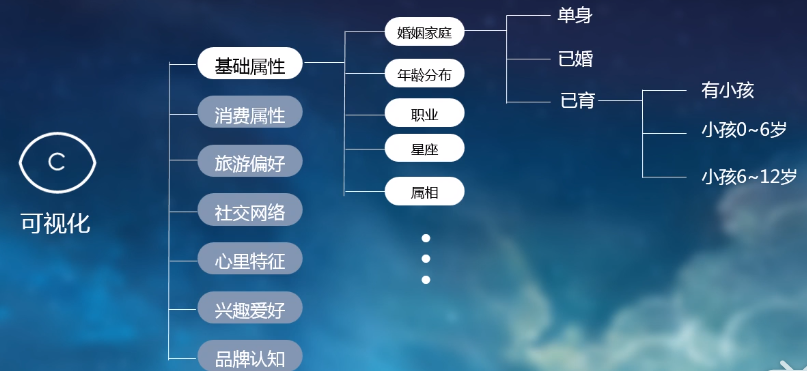 可视化
基础属性
消费属性
旅游偏好
社交网络
心里特征
兴趣爱好
品牌认知
婚姻家庭
年龄分布
职业
星座
属相
单身
已婚
已育
有小孩
小孩0~6岁
小孩6~12岁